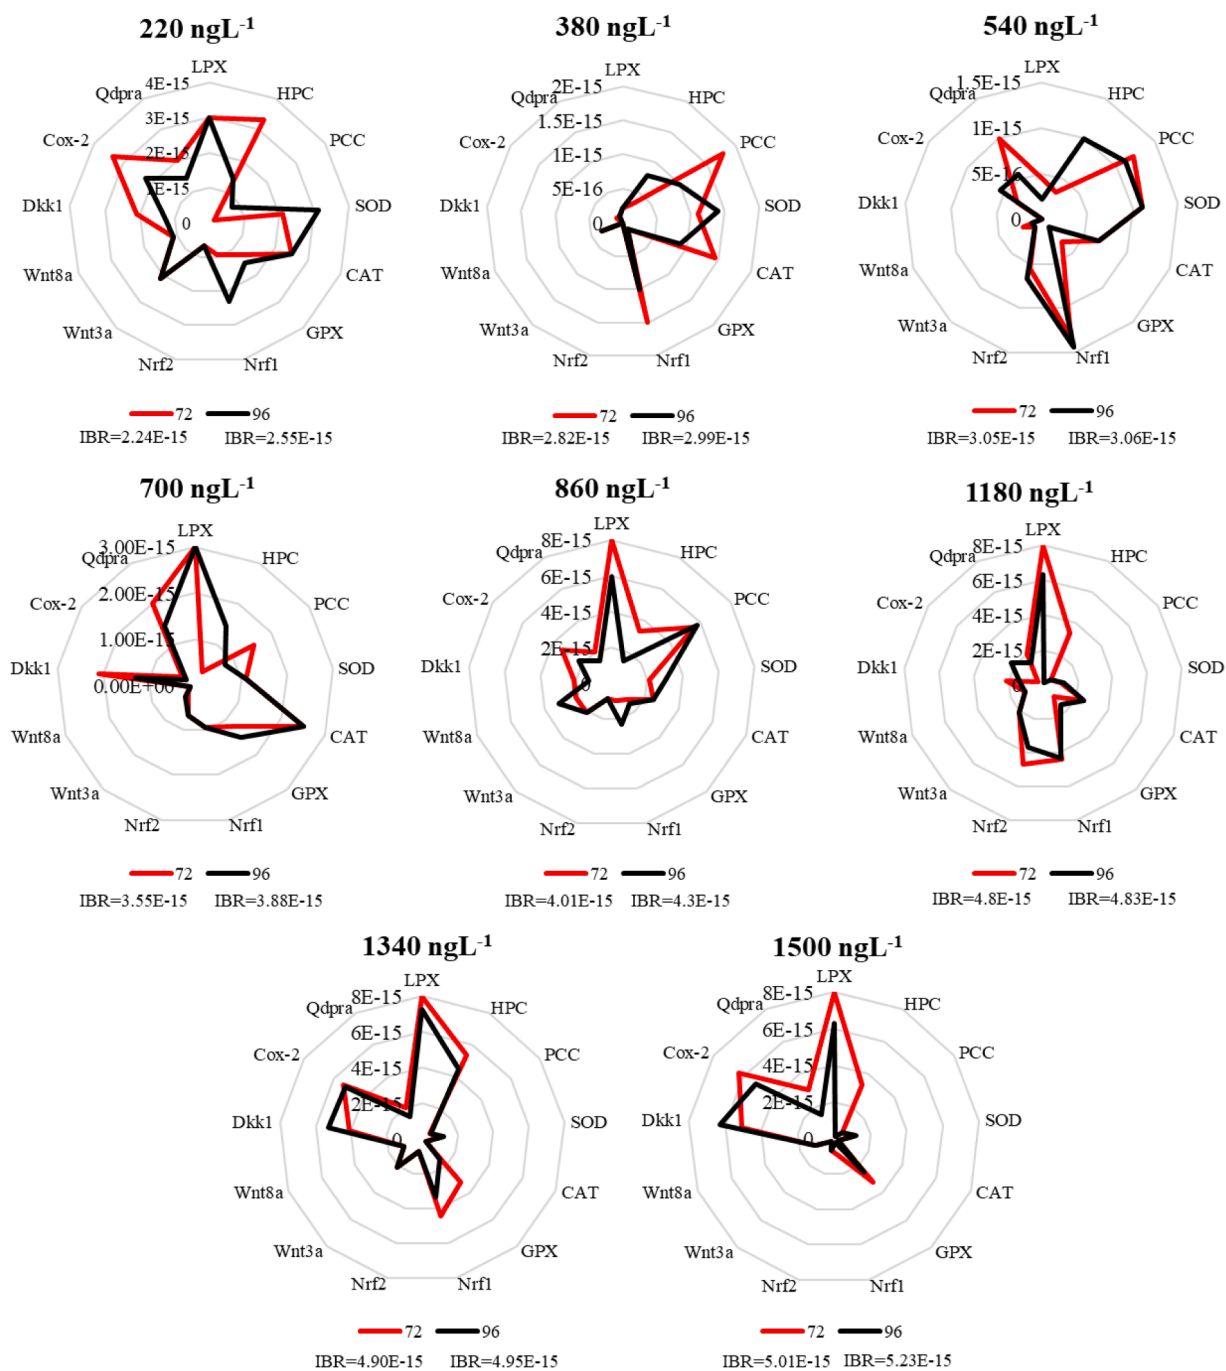 220 ngL-1
LPX
HPC
PCC
SOD
CAT
GPX
Nrf1
Nrf2
Wnt3a
Wnt8a
Dkk1
Cox-2
Qdpra
4E-15
3E-15
2E-15
1E-15
0
72 96
IBR=2.24E-15 IBR=2.55E-15
380 ngL-1
LPX
HPC
PCC
SOD
CAT
GPX
Nrf1
Nrf2
Wnt3a
Wnt8a
Dkk1
Cox-2
Qdpra
2E-15
1.5E-15
1E-15
5E-16
0
72 96
IBR=2.82E-15 IBR=2.99E-15
540 ngL-1
LPX
HPC
PCC
SOD
CAT
GPX
Nrf1
Nrf2
Wnt3a
Wnt8a
Dkk1
Cox-2
Qdpra
1.5E-15
1E-15
5E-16
0
72 96
IBR=3.05E-15 IBR=3.06E-15
700 ngL-1
LPX
HPC
PCC
SOD
CAT
GPX
Nrf1
Nrf2
Wnt3a
Wnt8a
Dkk1
Cox-2
Qdpra
3.00E-15
2.00E-15
1.00E-15
0.00E+00
72 96
IBR=3.55E-15 IBR=3.88E-15
860 ngL-1
LPX
HPC
PCC
SOD
CAT
GPX
Nrf1
Nrf2
Wnt3a
Wnt8a
Dkk1
Cox-2
Qdpra
8E-15
6E-15
4E-15
2E-15
0
72 96
IBR=4.01E-15 IBR=4.3E-15
1180 ngL-1
LPX
HPC
PCC
SOD
CAT
GPX
Nrf1
Nrf2
Wnt3a
Wnt8a
Dkk1
Cox-2
Qdpra
8E-15
6E-15
4E-15
2E-15
0
72 96
IBR=4.8E-15 IBR=4.83E-15
1340 ngL-1
LPX
HPC
PCC
SOD
CAT
GPX
Nrf1
Nrf2
Wnt3a
Wnt8a
Dkk1
Cox-2
Qdpra
8E-15
6E-15
4E-15
2E-15
0
72 96
IBR=4.90E-15 IBR=4.95E-15
1500 ngL-1
LPX
HPC
PCC
SOD
CAT
GPX
Nrf1
Nrf2
Wnt3a
Wnt8a
Dkk1
Cox-2
Qdpra
8E-15
6E-15
4E-15
2E-15
0
72 96
IBR=5.01E-15 IBR=5.23E-15